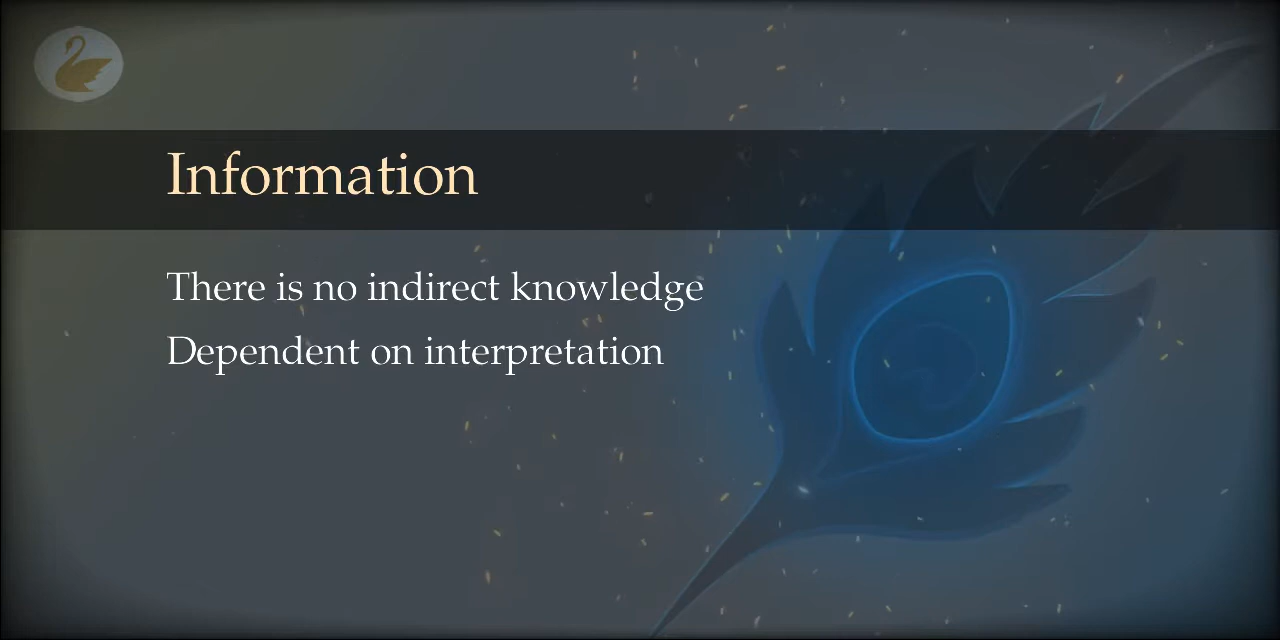 Information
There is no indirect knowledge
Dependent on interpretation